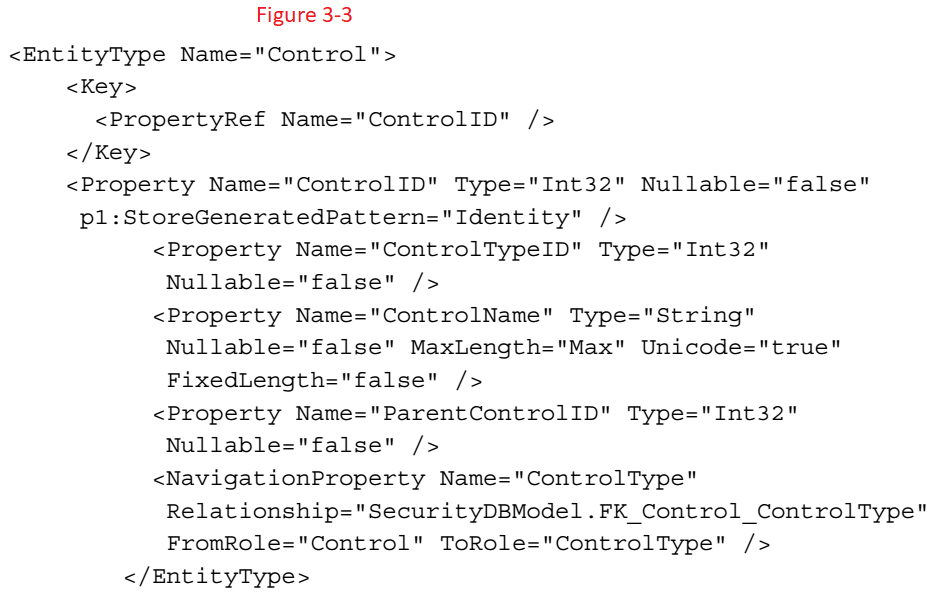 Figure 3-3
<EntityType Name="Control">
<Key>
<PropertyRef Name="ControlID" />
</Key>
<Property Name="ControlID" Type="Int32" Nullable="false"
p1:StoreGeneratedPattern="Identity" />
<Property Name="ControlTypeID" Type="Int32"
Nullable="false" />
<Property Name="ControlName" Type="String"
Nullable="false" MaxLength="Max" Unicode="true"
FixedLength="false" />
<Property Name="ParentControlID" Type="Int32"
Nullable="false" />
<NavigationProperty Name="ControlType"
Relationship="SecurityDBModel.FK_Control_ControlType"
FromRole="Control" ToRole="ControlType" />
</EntityType>